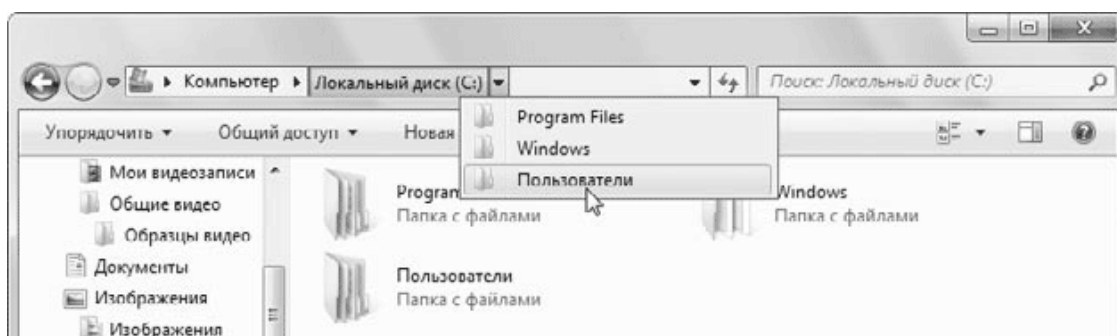 Компьютер Локальный диск (C:) Поиск: Локальный диск (C:)
Program Files
Упорядочить Общий доступ Новая
Windows
Пользователи
Мои видеозаписи
Общие видео
Образцы видео
Документы
Изображения
Изображения
Program
Папка с файлами
Windows
Папка с файлами
Пользователи
Папка с файлами